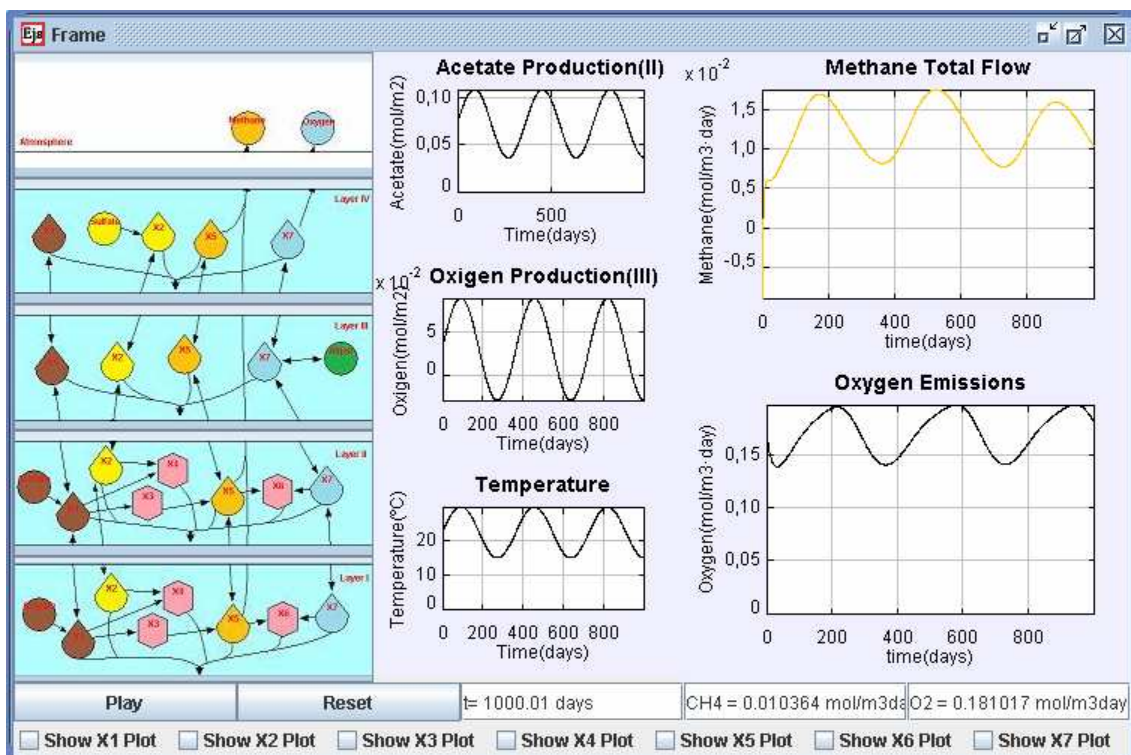 Ejs Frame
Methane
Oxygen
Atmosphere
Layer IV
Sulfate
X2
X5
X7
Layer III
X2
X5
X7
Layer II
X2
X4
X3
X5
X6
X7
Layer I
X2
X4
X3
X5
X6
X7
Acetate Production(II)
Acetate(mol/m2)
0,10
0,05
0
0 500
Time(days)
Oxigen Production(III)
x 10-2
Oxigen(mol/m2)
5
0
0 200 400 600 800
Time(days)
Temperature
Temperature(ºC)
20
10
0
0 200 400 600 800
Time(days)
x 10-2
Methane Total Flow
Methane(mol/m3·day)
1,5
1,0
0,5
0
-0,5
0 200 400 600 800
time(days)
Oxygen Emissions
Oxygen(mol/m3·day)
0,15
0,10
0,05
0
0 200 400 600 800
time(days)
Play
Reset
t= 1000.01 days
CH4 = 0.010364 mol/m3da
O2 = 0.181017 mol/m3day
Show X1 Plot
Show X2 Plot
Show X3 Plot
Show X4 Plot
Show X5 Plot
Show X6 Plot
Show X7 Plot